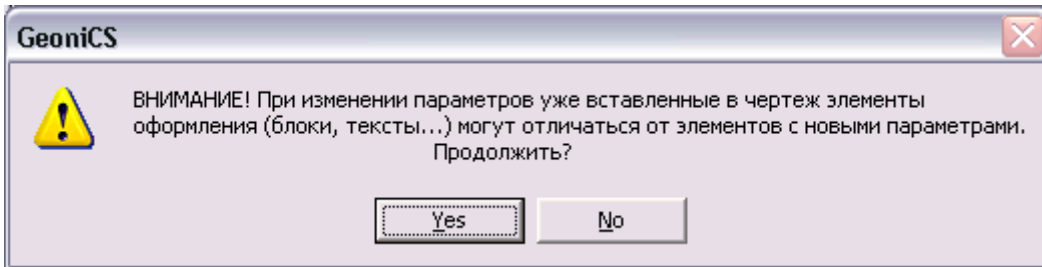 GeoniCS
ВНИМАНИЕ! При изменении параметров уже вставленные в чертеж элементы
оформления (блоки, тексты...) могут отличаться от элементов с новыми параметрами.
Продолжить?
Yes
No